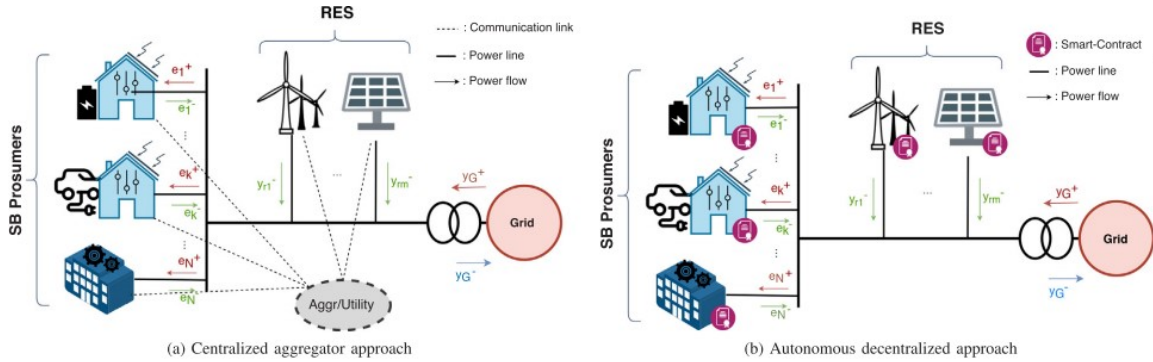 RES
: Communication link
: Power line
: Power flow
SB Prosumers
e1+
e1-
...
ek+
ek-
...
eN+
eN-
yr1-
...
yrm-
yG+
Grid
yG-
Aggr/Utility
(a) Centralized aggregator approach
RES
: Smart-Contract
: Power line
: Power flow
SB Prosumers
e1+
e1-
...
ek+
ek-
...
eN+
eN-
yr1-
...
yrm-
yG+
Grid
yG-
(b) Autonomous decentralized approach